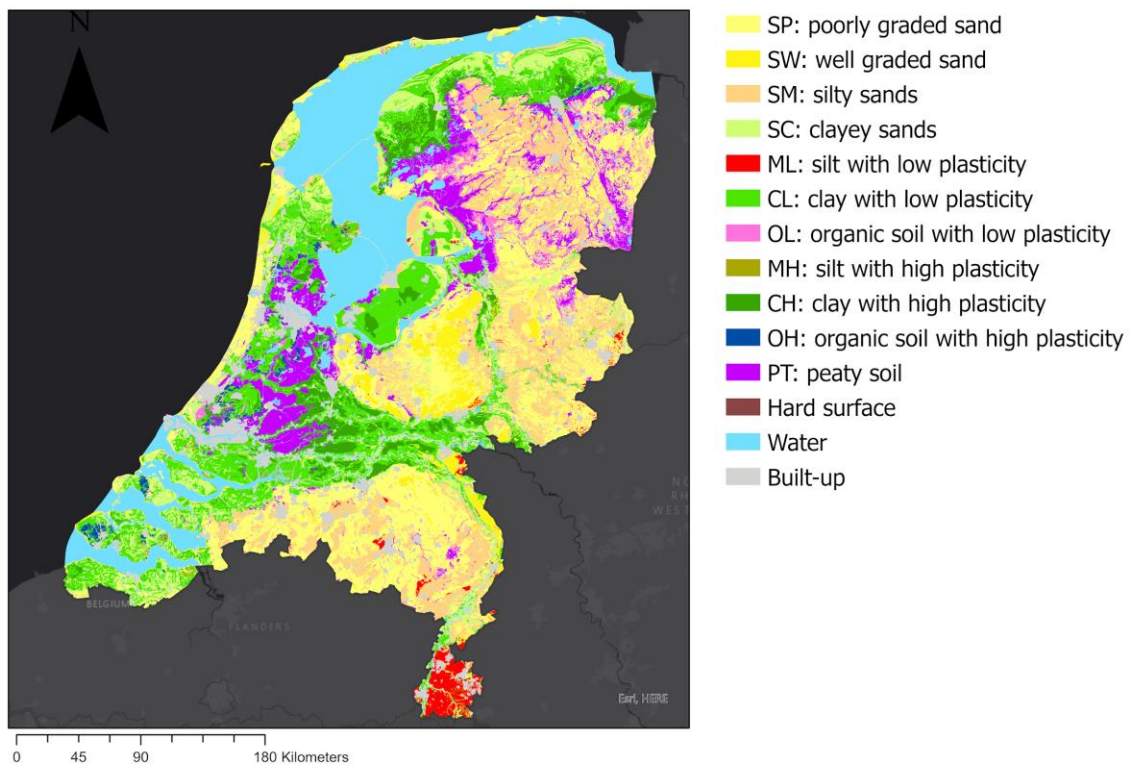 N
SP: poorly graded sand
SW: well graded sand
SM: silty sands
SC: clayey sands
ML: silt with low plasticity
CL: clay with low plasticity
OL: organic soil with low plasticity
MH: silt with high plasticity
CH: clay with high plasticity
OH: organic soil with high plasticity
PT: peaty soil
Hard surface
Water
Built-up
BELGIUM
FLANDERS
Esri, HERE
0 45 90 180 Kilometers